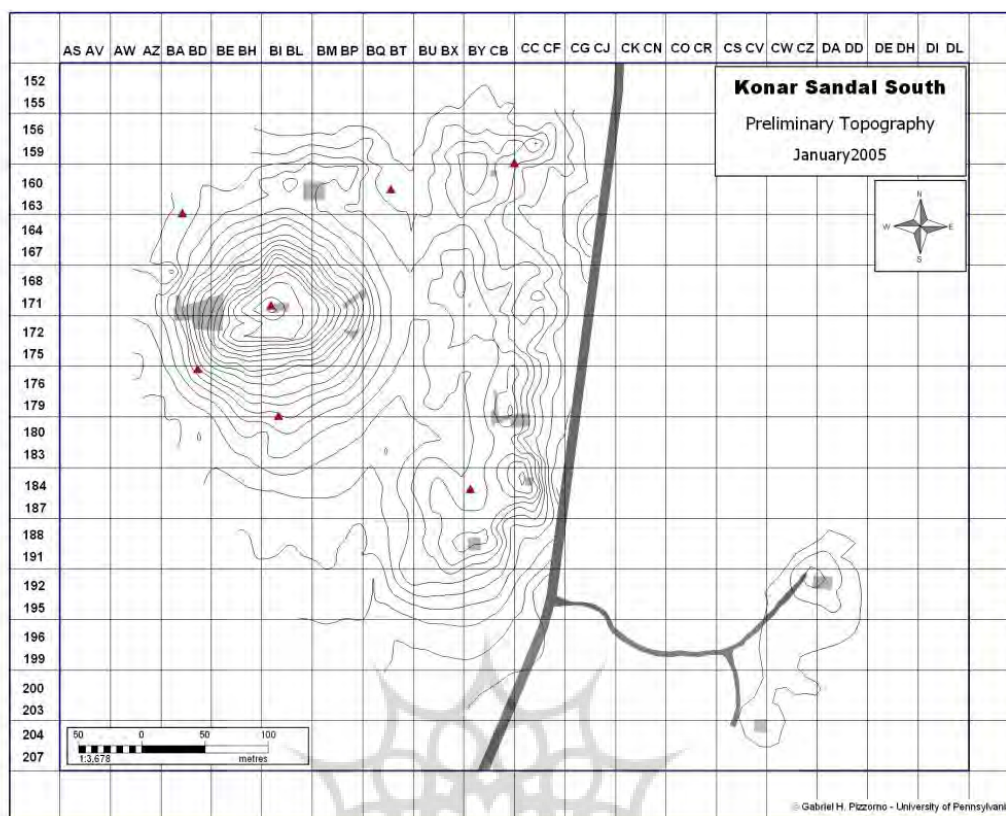 AS AV AW AZ BA BD BE BH BI BL BM BP BQ BT BU BX BY CB CC CF CG CJ CK CN CO CR CS CV CW CZ DA DD DE DH DI DL
152
155
156
159
160
163
164
167
168
171
172
175
176
179
180
183
184
187
188
191
192
195
196
199
200
203
204
207
Konar Sandal South
Preliminary Topography
January2005
N
W E
S
50 0 50 100
1:3,678 metres
© Gabriel H. Pizzorno - University of Pennsylvani